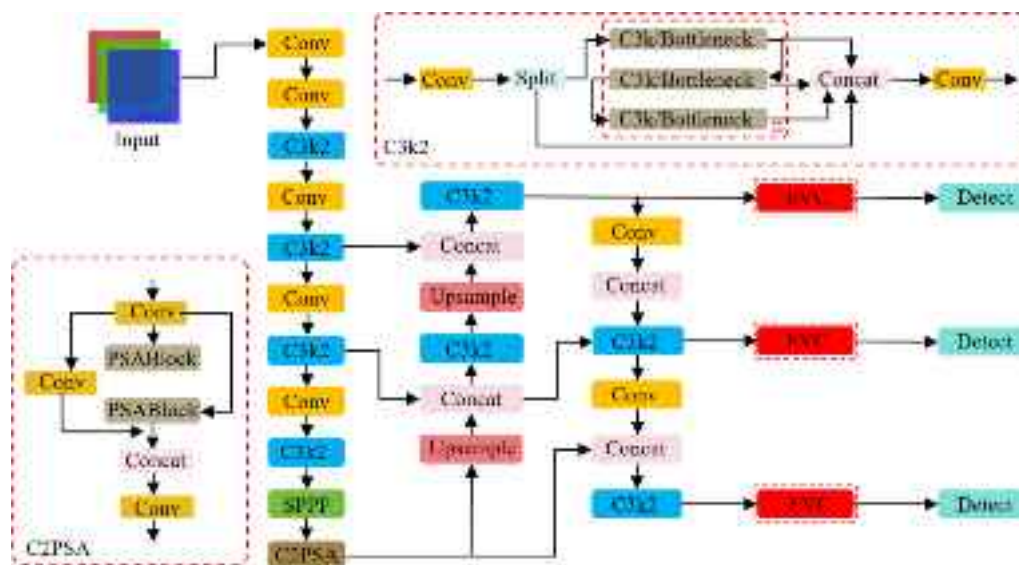 Input
Conv
Conv
C3k2
Conv
C3k2
Conv
C3k2
Conv
C3k2
SPPF
C2PSA
Conv
Split
C3k/Bottleneck
C3k/Bottleneck
C3k/Bottleneck
Concat
Conv
C3k2
C3k2
Concat
Upsample
C3k2
Concat
Upsample
Conv
Concat
C3k2
Conv
Concat
C3k2
Detect
Detect
Detect
Conv
PSABlock
Conv
PSABlock
Concat
Conv
C2PSA